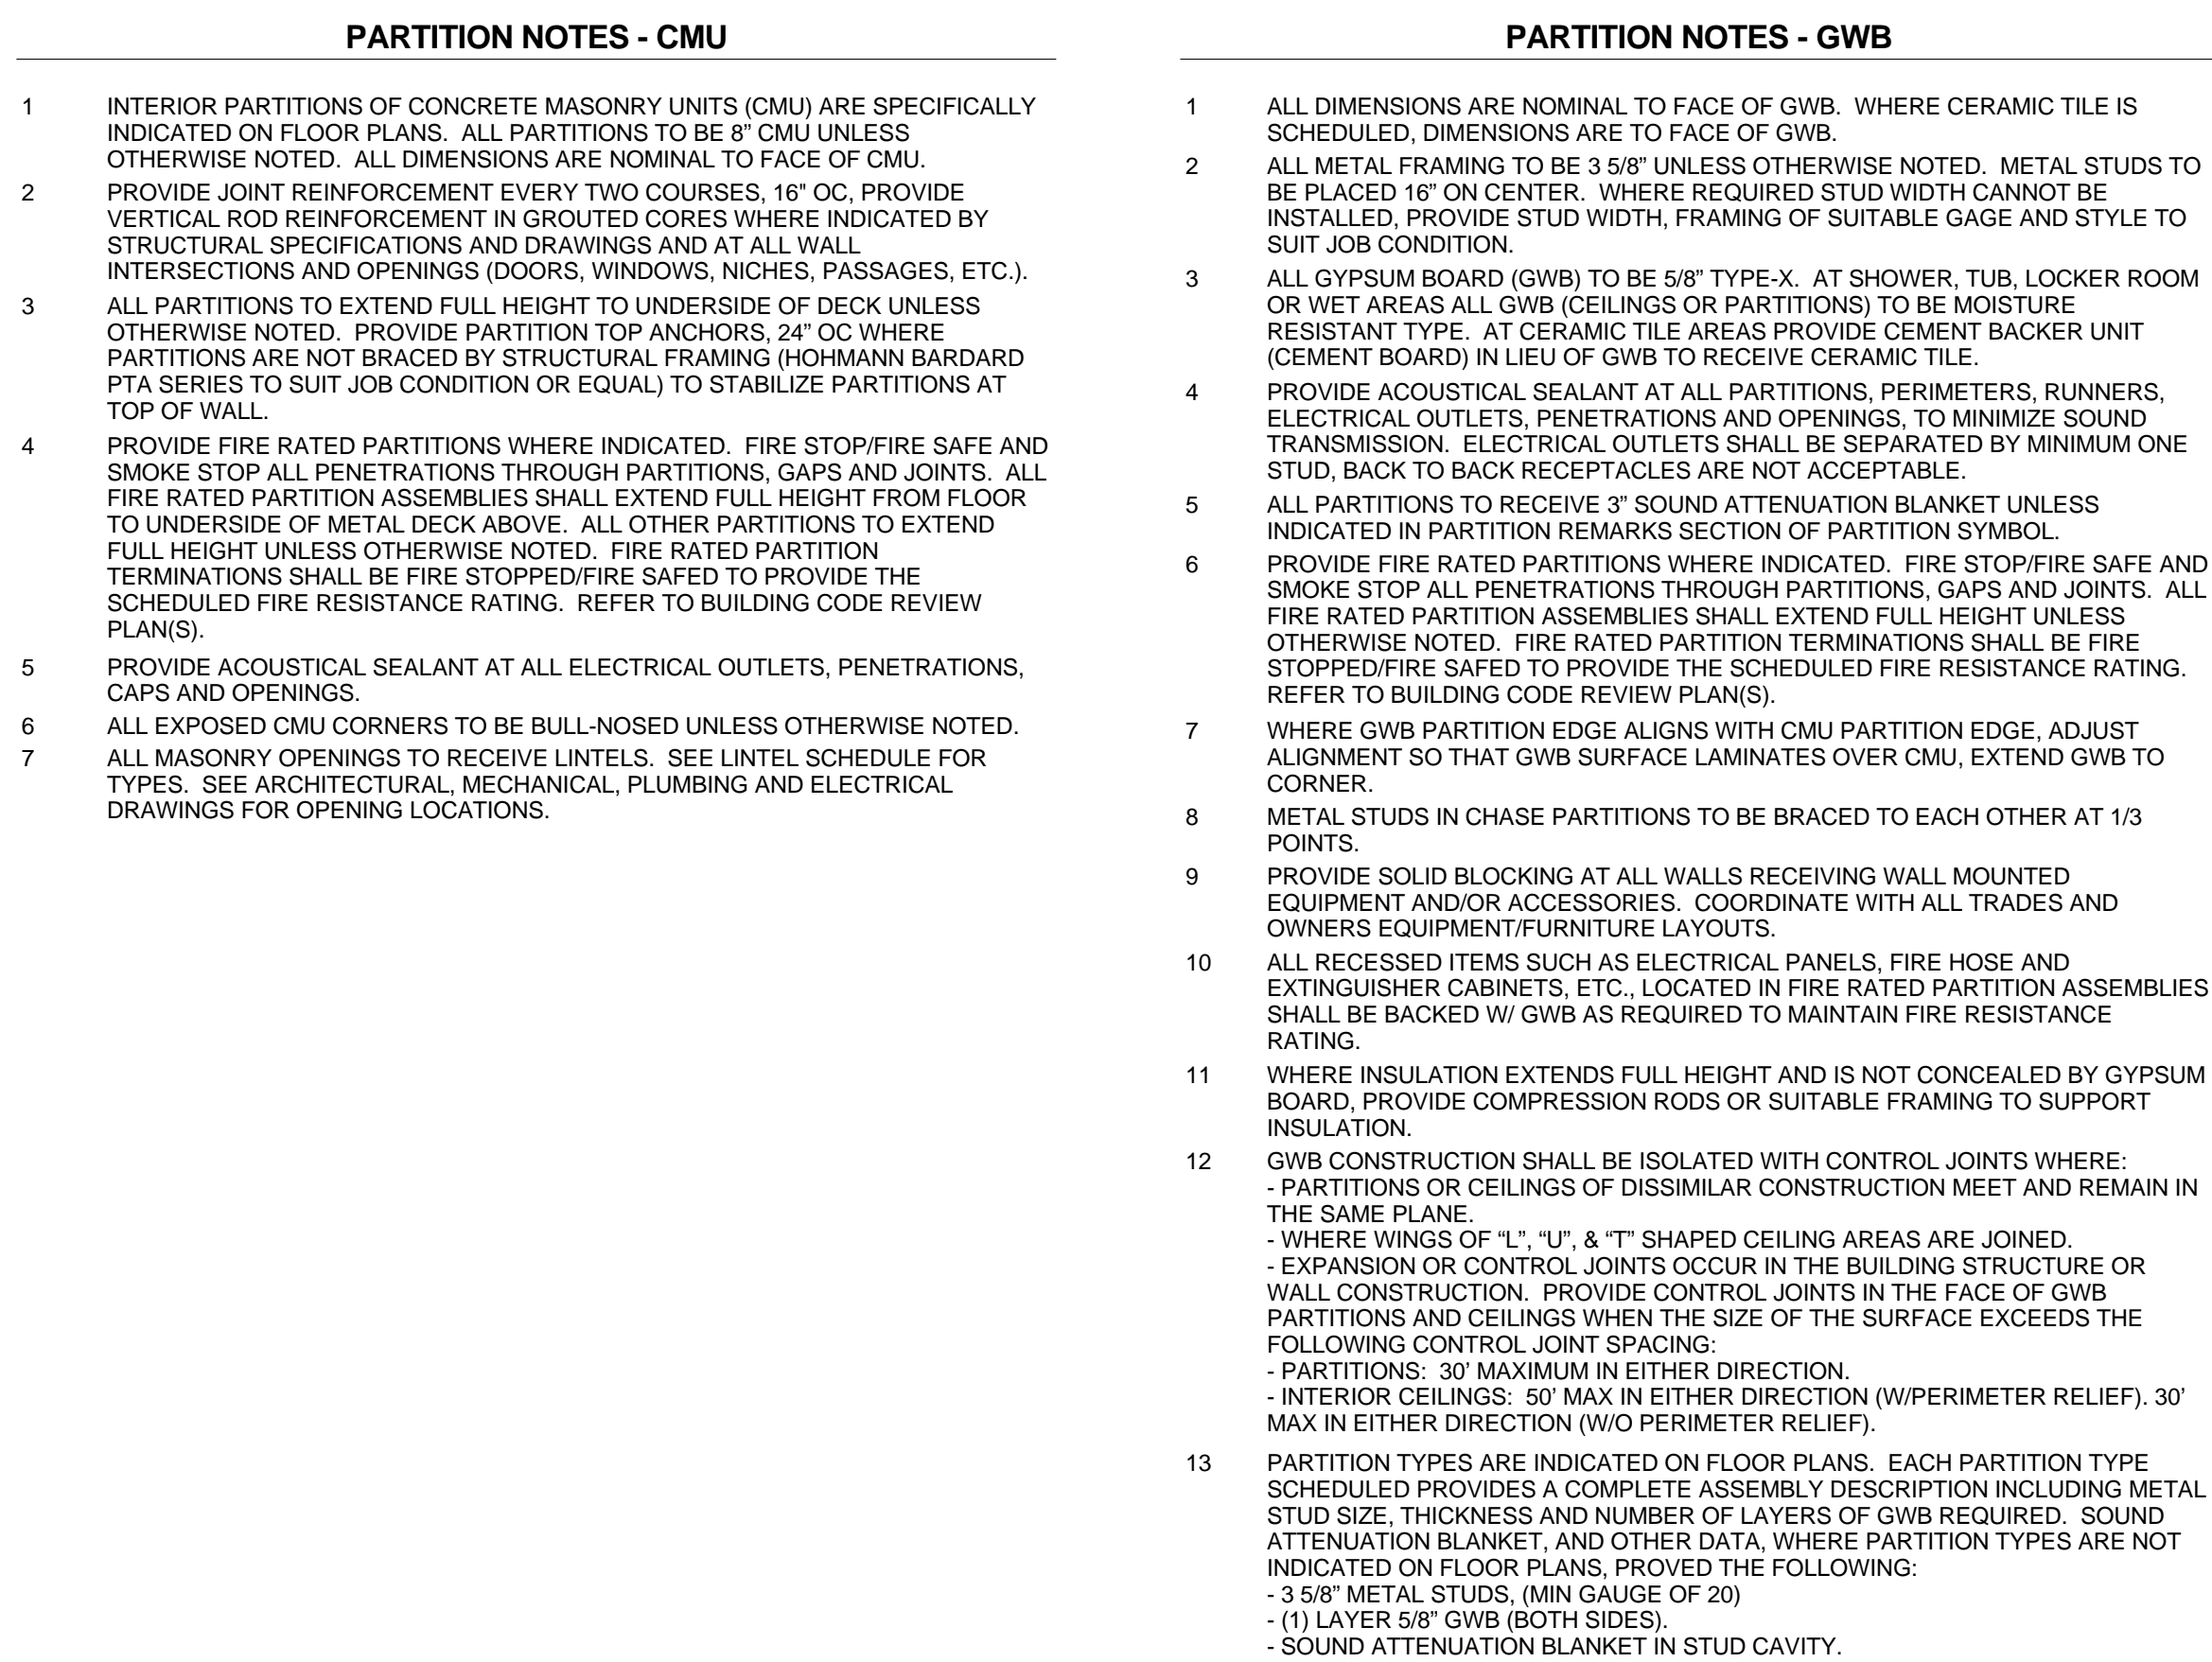 PARTITION NOTES - CMU
1 INTERIOR PARTITIONS OF CONCRETE MASONRY UNITS (CMU) ARE SPECIFICALLY
INDICATED ON FLOOR PLANS. ALL PARTITIONS TO BE 8” CMU UNLESS
OTHERWISE NOTED. ALL DIMENSIONS ARE NOMINAL TO FACE OF CMU.
2 PROVIDE JOINT REINFORCEMENT EVERY TWO COURSES, 16" OC, PROVIDE
VERTICAL ROD REINFORCEMENT IN GROUTED CORES WHERE INDICATED BY
STRUCTURAL SPECIFICATIONS AND DRAWINGS AND AT ALL WALL
INTERSECTIONS AND OPENINGS (DOORS, WINDOWS, NICHES, PASSAGES, ETC.).
3 ALL PARTITIONS TO EXTEND FULL HEIGHT TO UNDERSIDE OF DECK UNLESS
OTHERWISE NOTED. PROVIDE PARTITION TOP ANCHORS, 24” OC WHERE
PARTITIONS ARE NOT BRACED BY STRUCTURAL FRAMING (HOHMANN BARDARD
PTA SERIES TO SUIT JOB CONDITION OR EQUAL) TO STABILIZE PARTITIONS AT
TOP OF WALL.
4 PROVIDE FIRE RATED PARTITIONS WHERE INDICATED. FIRE STOP/FIRE SAFE AND
SMOKE STOP ALL PENETRATIONS THROUGH PARTITIONS, GAPS AND JOINTS. ALL
FIRE RATED PARTITION ASSEMBLIES SHALL EXTEND FULL HEIGHT FROM FLOOR
TO UNDERSIDE OF METAL DECK ABOVE. ALL OTHER PARTITIONS TO EXTEND
FULL HEIGHT UNLESS OTHERWISE NOTED. FIRE RATED PARTITION
TERMINATIONS SHALL BE FIRE STOPPED/FIRE SAFED TO PROVIDE THE
SCHEDULED FIRE RESISTANCE RATING. REFER TO BUILDING CODE REVIEW
PLAN(S).
5 PROVIDE ACOUSTICAL SEALANT AT ALL ELECTRICAL OUTLETS, PENETRATIONS,
CAPS AND OPENINGS.
6 ALL EXPOSED CMU CORNERS TO BE BULL-NOSED UNLESS OTHERWISE NOTED.
7 ALL MASONRY OPENINGS TO RECEIVE LINTELS. SEE LINTEL SCHEDULE FOR
TYPES. SEE ARCHITECTURAL, MECHANICAL, PLUMBING AND ELECTRICAL
DRAWINGS FOR OPENING LOCATIONS.
PARTITION NOTES - GWB
1 ALL DIMENSIONS ARE NOMINAL TO FACE OF GWB. WHERE CERAMIC TILE IS
SCHEDULED, DIMENSIONS ARE TO FACE OF GWB.
2 ALL METAL FRAMING TO BE 3 5/8” UNLESS OTHERWISE NOTED. METAL STUDS TO
BE PLACED 16” ON CENTER. WHERE REQUIRED STUD WIDTH CANNOT BE
INSTALLED, PROVIDE STUD WIDTH, FRAMING OF SUITABLE GAGE AND STYLE TO
SUIT JOB CONDITION.
3 ALL GYPSUM BOARD (GWB) TO BE 5/8” TYPE-X. AT SHOWER, TUB, LOCKER ROOM
OR WET AREAS ALL GWB (CEILINGS OR PARTITIONS) TO BE MOISTURE
RESISTANT TYPE. AT CERAMIC TILE AREAS PROVIDE CEMENT BACKER UNIT
(CEMENT BOARD) IN LIEU OF GWB TO RECEIVE CERAMIC TILE.
4 PROVIDE ACOUSTICAL SEALANT AT ALL PARTITIONS, PERIMETERS, RUNNERS,
ELECTRICAL OUTLETS, PENETRATIONS AND OPENINGS, TO MINIMIZE SOUND
TRANSMISSION. ELECTRICAL OUTLETS SHALL BE SEPARATED BY MINIMUM ONE
STUD, BACK TO BACK RECEPTACLES ARE NOT ACCEPTABLE.
5 ALL PARTITIONS TO RECEIVE 3” SOUND ATTENUATION BLANKET UNLESS
INDICATED IN PARTITION REMARKS SECTION OF PARTITION SYMBOL.
6 PROVIDE FIRE RATED PARTITIONS WHERE INDICATED. FIRE STOP/FIRE SAFE AND
SMOKE STOP ALL PENETRATIONS THROUGH PARTITIONS, GAPS AND JOINTS. ALL
FIRE RATED PARTITION ASSEMBLIES SHALL EXTEND FULL HEIGHT UNLESS
OTHERWISE NOTED. FIRE RATED PARTITION TERMINATIONS SHALL BE FIRE
STOPPED/FIRE SAFED TO PROVIDE THE SCHEDULED FIRE RESISTANCE RATING.
REFER TO BUILDING CODE REVIEW PLAN(S).
7 WHERE GWB PARTITION EDGE ALIGNS WITH CMU PARTITION EDGE, ADJUST
ALIGNMENT SO THAT GWB SURFACE LAMINATES OVER CMU, EXTEND GWB TO
CORNER.
8 METAL STUDS IN CHASE PARTITIONS TO BE BRACED TO EACH OTHER AT 1/3
POINTS.
9 PROVIDE SOLID BLOCKING AT ALL WALLS RECEIVING WALL MOUNTED
EQUIPMENT AND/OR ACCESSORIES. COORDINATE WITH ALL TRADES AND
OWNERS EQUIPMENT/FURNITURE LAYOUTS.
10 ALL RECESSED ITEMS SUCH AS ELECTRICAL PANELS, FIRE HOSE AND
EXTINGUISHER CABINETS, ETC., LOCATED IN FIRE RATED PARTITION ASSEMBLIES
SHALL BE BACKED W/ GWB AS REQUIRED TO MAINTAIN FIRE RESISTANCE
RATING.
11 WHERE INSULATION EXTENDS FULL HEIGHT AND IS NOT CONCEALED BY GYPSUM
BOARD, PROVIDE COMPRESSION RODS OR SUITABLE FRAMING TO SUPPORT
INSULATION.
12 GWB CONSTRUCTION SHALL BE ISOLATED WITH CONTROL JOINTS WHERE:
- PARTITIONS OR CEILINGS OF DISSIMILAR CONSTRUCTION MEET AND REMAIN IN
THE SAME PLANE.
- WHERE WINGS OF “L”, “U”, & “T” SHAPED CEILING AREAS ARE JOINED.
- EXPANSION OR CONTROL JOINTS OCCUR IN THE BUILDING STRUCTURE OR
WALL CONSTRUCTION. PROVIDE CONTROL JOINTS IN THE FACE OF GWB
PARTITIONS AND CEILINGS WHEN THE SIZE OF THE SURFACE EXCEEDS THE
FOLLOWING CONTROL JOINT SPACING:
- PARTITIONS: 30’ MAXIMUM IN EITHER DIRECTION.
- INTERIOR CEILINGS: 50’ MAX IN EITHER DIRECTION (W/PERIMETER RELIEF). 30’
MAX IN EITHER DIRECTION (W/O PERIMETER RELIEF).
13 PARTITION TYPES ARE INDICATED ON FLOOR PLANS. EACH PARTITION TYPE
SCHEDULED PROVIDES A COMPLETE ASSEMBLY DESCRIPTION INCLUDING METAL
STUD SIZE, THICKNESS AND NUMBER OF LAYERS OF GWB REQUIRED. SOUND
ATTENUATION BLANKET, AND OTHER DATA, WHERE PARTITION TYPES ARE NOT
INDICATED ON FLOOR PLANS, PROVED THE FOLLOWING:
- 3 5/8” METAL STUDS, (MIN GAUGE OF 20)
- (1) LAYER 5/8” GWB (BOTH SIDES).
- SOUND ATTENUATION BLANKET IN STUD CAVITY.